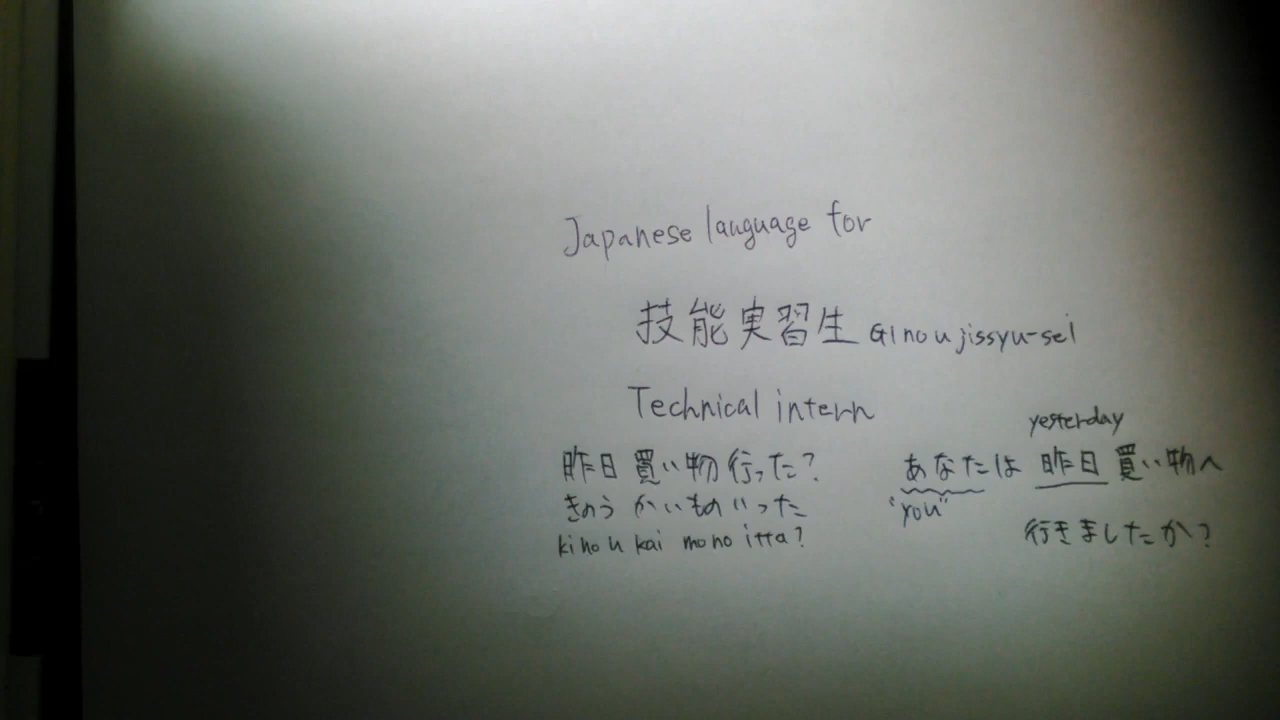 Japanese language for
技能実習生 Ginoujissyu-sei
Technical intern
昨日 買い物 行った?
きのう かいもの いった
kinou kai mono itta?
yesterday
あなたは 昨日 買い物へ
"you"
行きましたか?